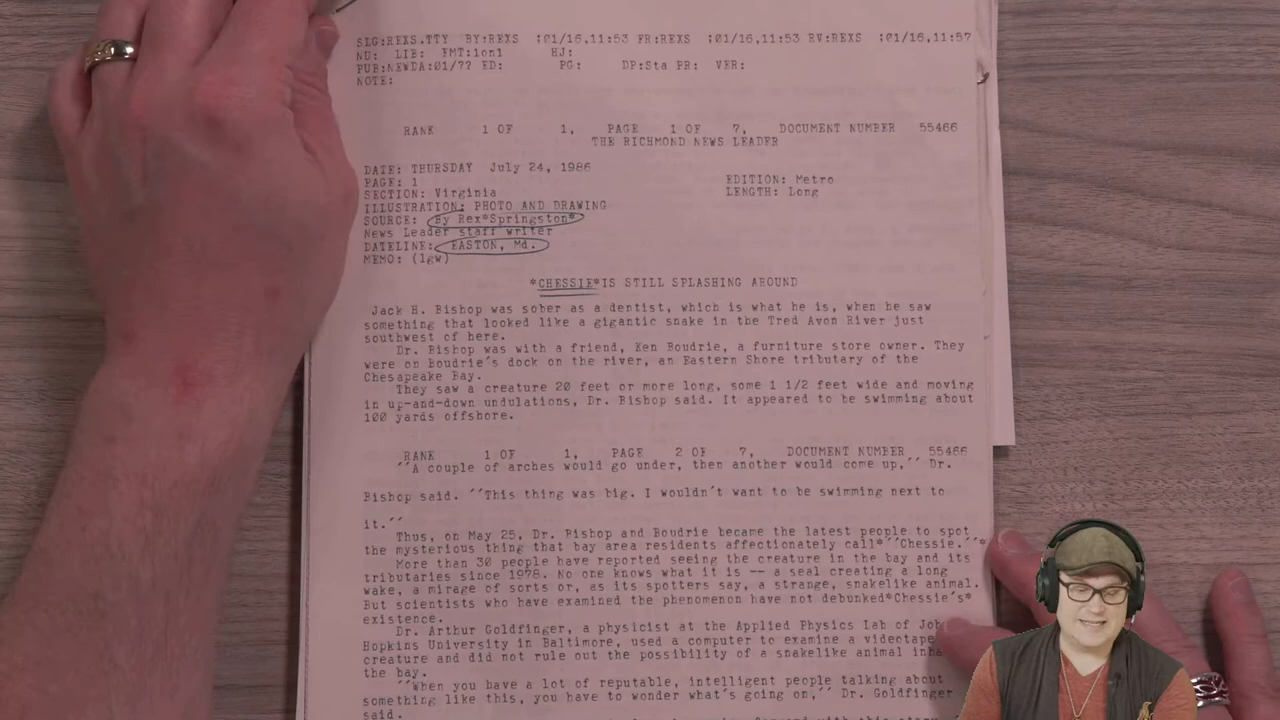 SLG:REXS.TTY BY:REXS :01/16,11:53 FR:REXS :01/16,11:53 BV:REXS :01/16,11:57
NU: LIB: FMT:1on1 HJ:
PUB:NEWDA:01/?? ED: PG: DP:Sta PR: VER:
NOTE:
RANK 1 OF 1, PAGE 1 OF 7, DOCUMENT NUMBER 55466
THE RICHMOND NEWS LEADER
DATE: THURSDAY July 24, 1986
PAGE: 1 EDITION: Metro
SECTION: Virginia LENGTH: Long
ILLUSTRATION: PHOTO AND DRAWING
SOURCE: By Rex*Springston*
News Leader staff writer
DATELINE: EASTON, Md.
MEMO: (lgw)
*CHESSIE*IS STILL SPLASHING AROUND
Jack H. Bishop was sober as a dentist, which is what he is, when he saw
something that looked like a gigantic snake in the Tred Avon River just
southwest of here.
Dr. Bishop was with a friend, Ken Boudrie, a furniture store owner. They
were on Boudrie's dock on the river, an Eastern Shore tributary of the
Chesapeake Bay.
They saw a creature 20 feet or more long, some 1 1/2 feet wide and moving
in up-and-down undulations, Dr. Bishop said. It appeared to be swimming about
100 yards offshore.
RANK 1 OF 1, PAGE 2 OF 7, DOCUMENT NUMBER 55466
''A couple of arches would go under, then another would come up,'' Dr.
Bishop said. ''This thing was big. I wouldn't want to be swimming next to
it.''
Thus, on May 25, Dr. Bishop and Boudrie became the latest people to spot
the mysterious thing that bay area residents affectionately call*''Chessie.''*
More than 30 people have reported seeing the creature in the bay and its
tributaries since 1978. No one knows what it is -- a seal creating a long
wake, a mirage of sorts or, as its spotters say, a strange, snakelike animal.
But scientists who have examined the phenomenon have not debunked*Chessie's*
existence.
Dr. Arthur Goldfinger, a physicist at the Applied Physics Lab of Joh
Hopkins University in Baltimore, used a computer to examine a videotape
creature and did not rule out the possibility of a snakelike animal inha
the bay.
''When you have a lot of reputable, intelligent people talking about
something like this, you have to wonder what's going on,'' Dr. Goldfinger
said.